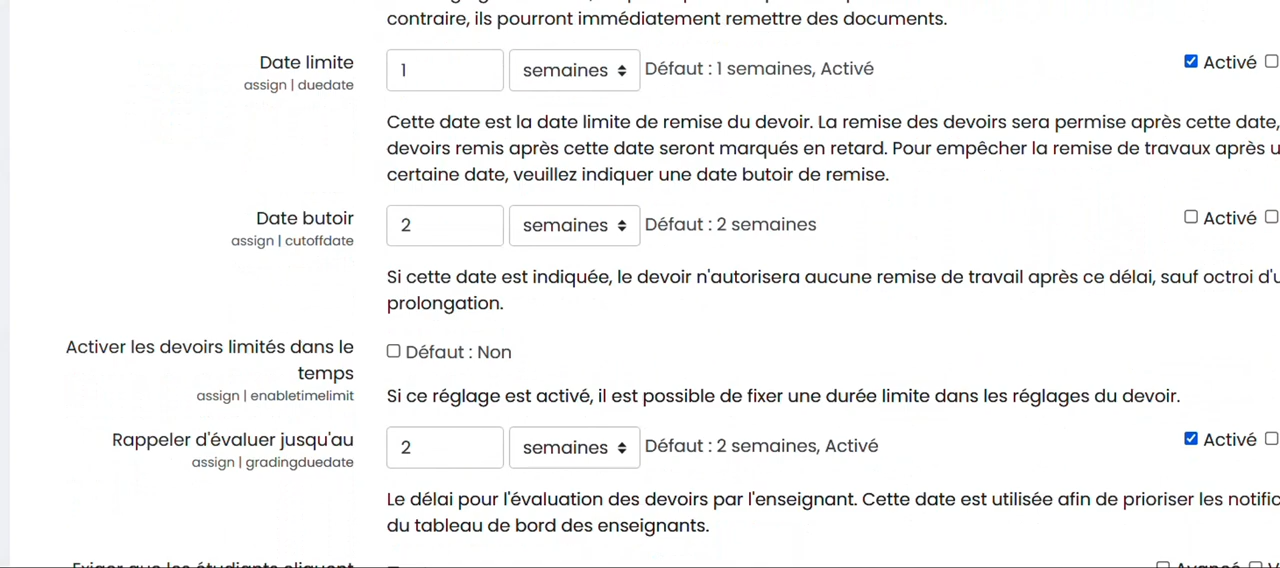 contraire, ils pourront immédiatement remettre des documents.
Date limite
assign | duedate
1 semaines Défaut : 1 semaines, Activé
Activé
Cette date est la date limite de remise du devoir. La remise des devoirs sera permise après cette date,
devoirs remis après cette date seront marqués en retard. Pour empêcher la remise de travaux après u
certaine date, veuillez indiquer une date butoir de remise.
Date butoir
assign | cutoffdate
2 semaines Défaut : 2 semaines
Activé
Si cette date est indiquée, le devoir n'autorisera aucune remise de travail après ce délai, sauf octroi d'u
prolongation.
Activer les devoirs limités dans le
temps
assign | enabletimelimit
Défaut : Non
Si ce réglage est activé, il est possible de fixer une durée limite dans les réglages du devoir.
Rappeler d'évaluer jusqu'au
assign | gradingduedate
2 semaines Défaut : 2 semaines, Activé
Activé
Le délai pour l'évaluation des devoirs par l'enseignant. Cette date est utilisée afin de prioriser les notific
du tableau de bord des enseignants.
Exiger que les étudiants cliquent
Avancé